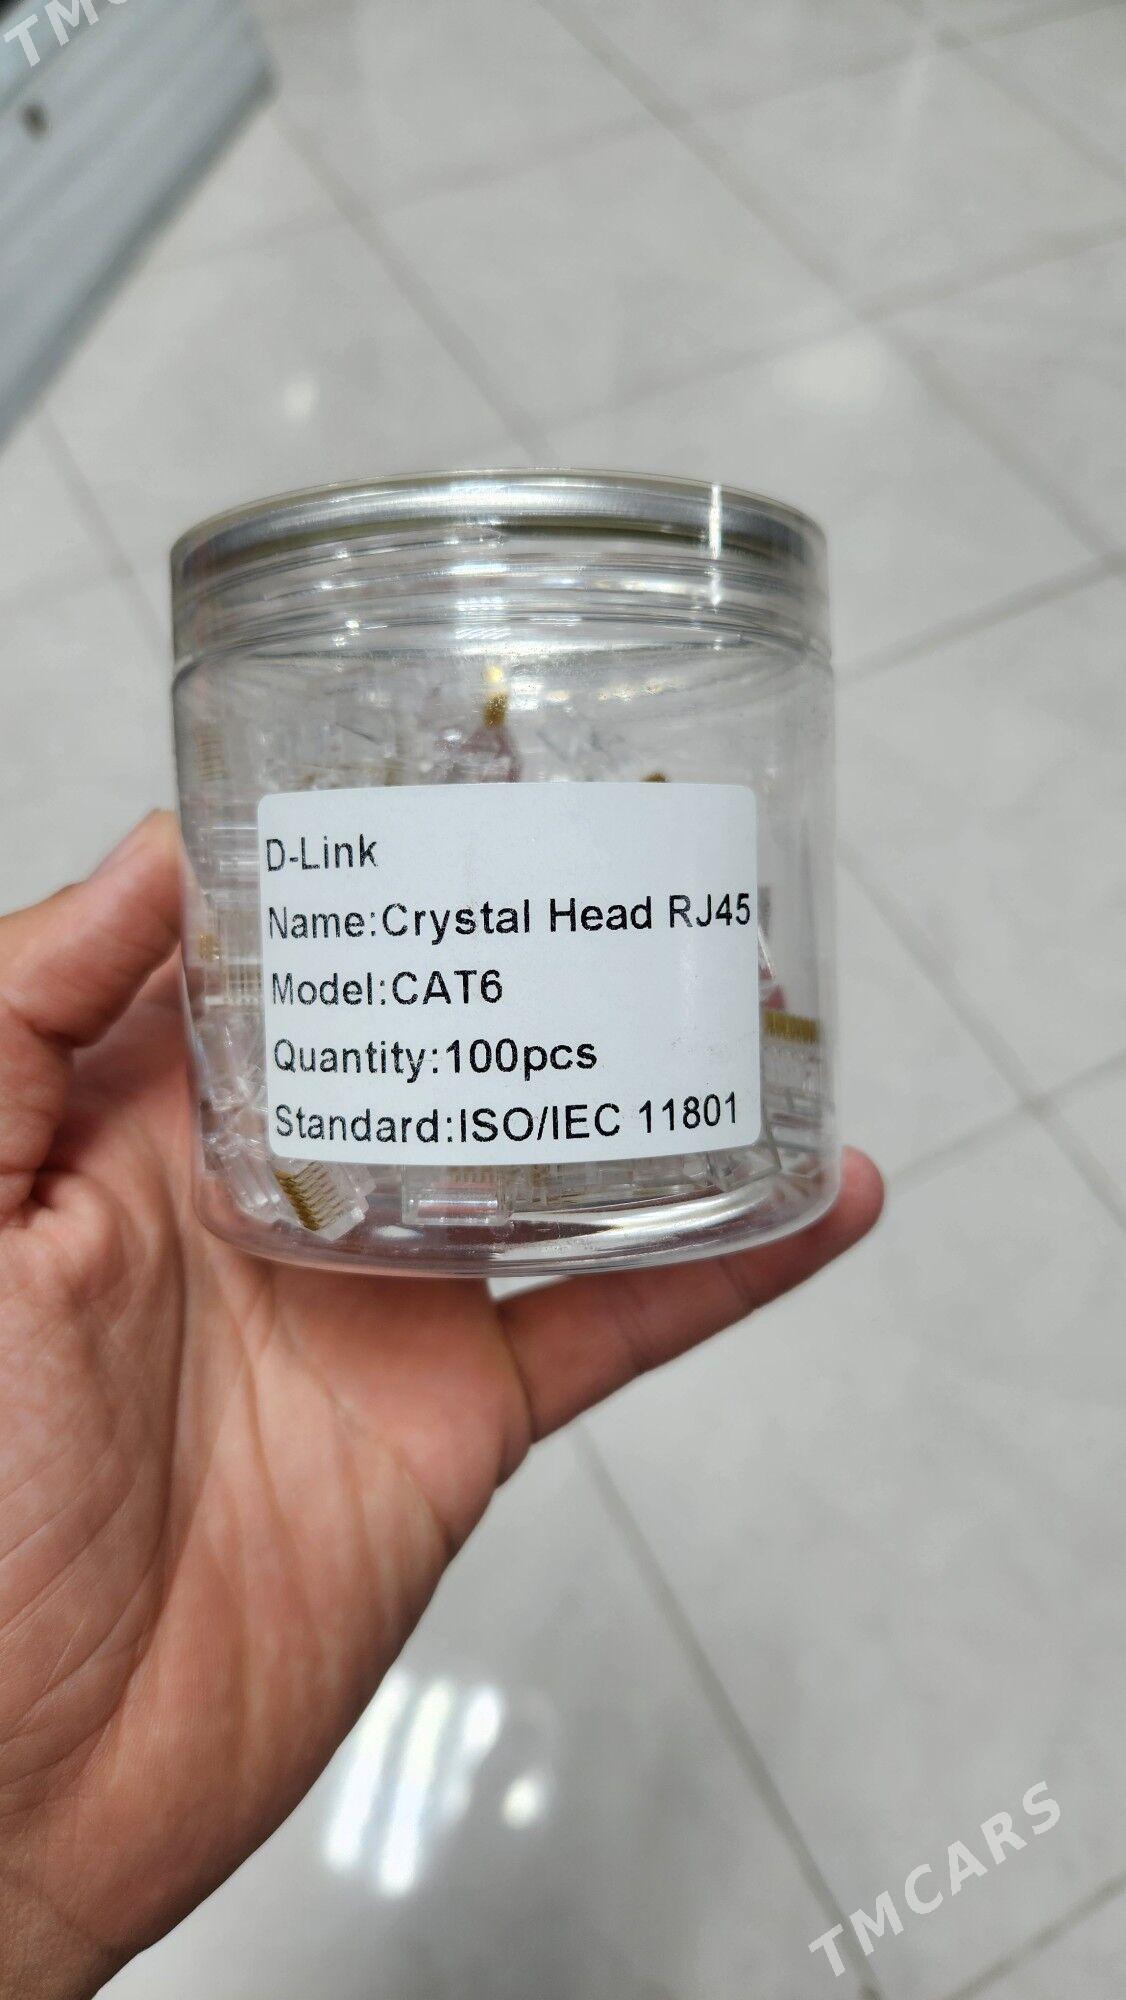 D-Link
Name:Crystal Head RJ45
Model:CAT6
Quantity:100pcs
Standard:ISO/IEC 11801
TMCARS